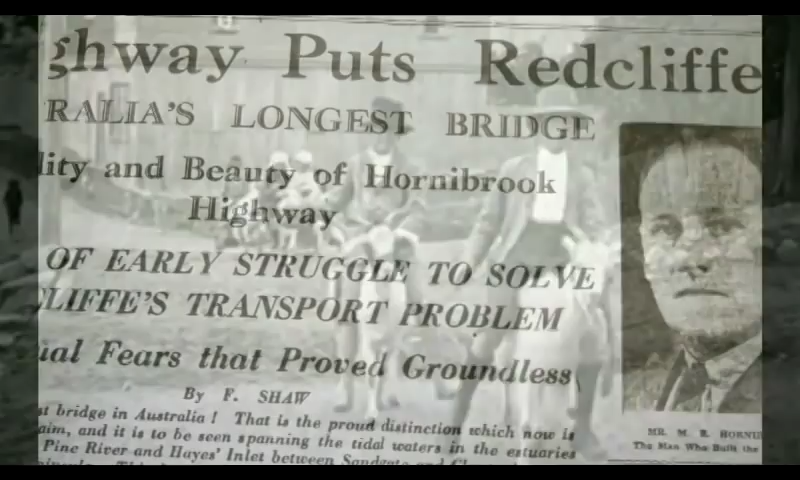 ghway Puts Redcliffe
RALIA'S LONGEST BRIDGE
lity and Beauty of Hornibrook
Highway
OF EARLY STRUGGLE TO SOLVE
LIFFE'S TRANSPORT PROBLEM
ial Fears that Proved Groundless
By F. SHAW
st bridge in Australia! That is the proud distinction which now is
aim, and it is to be seen spanning the tidal waters in the estuaries
Pine River and Hayes' Inlet between Sandgate and
MR. M. R. HORNI
The Man Who Built the